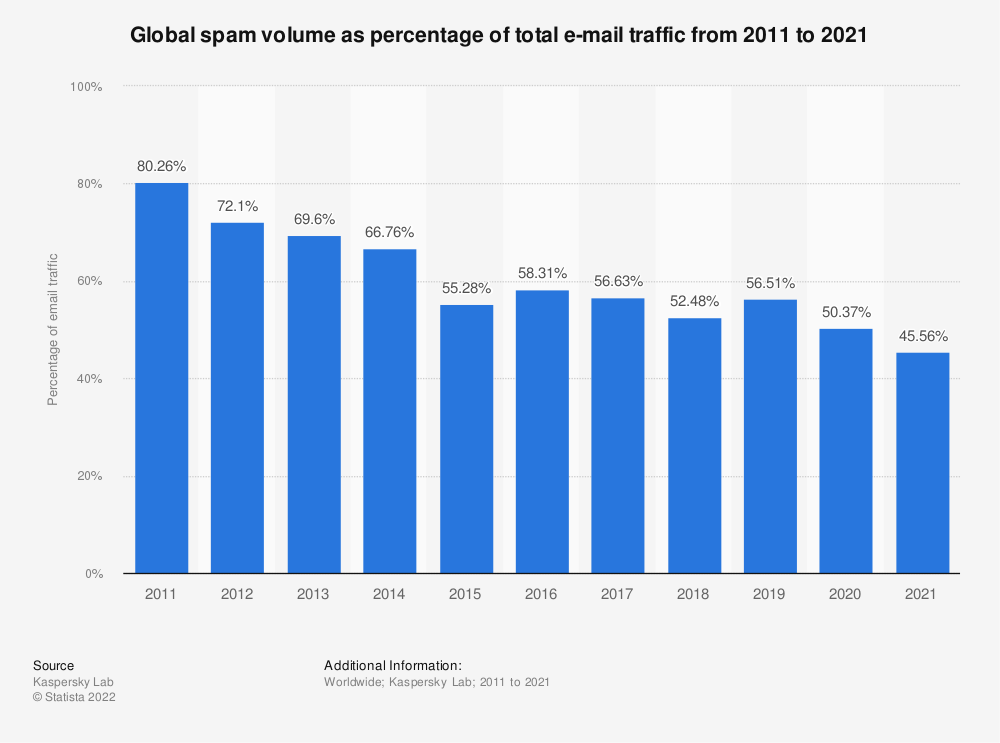 Global spam volume as percentage of total e-mail traffic from 2011 to 2021
Percentage of email traffic
100%
80%
60%
40%
20%
0%
80.26%
72.1%
69.6%
66.76%
55.28%
58.31%
56.63%
52.48%
56.51%
50.37%
45.56%
2011 2012 2013 2014 2015 2016 2017 2018 2019 2020 2021
Source
Kaspersky Lab
© Statista 2022
Additional Information:
Worldwide; Kaspersky Lab; 2011 to 2021